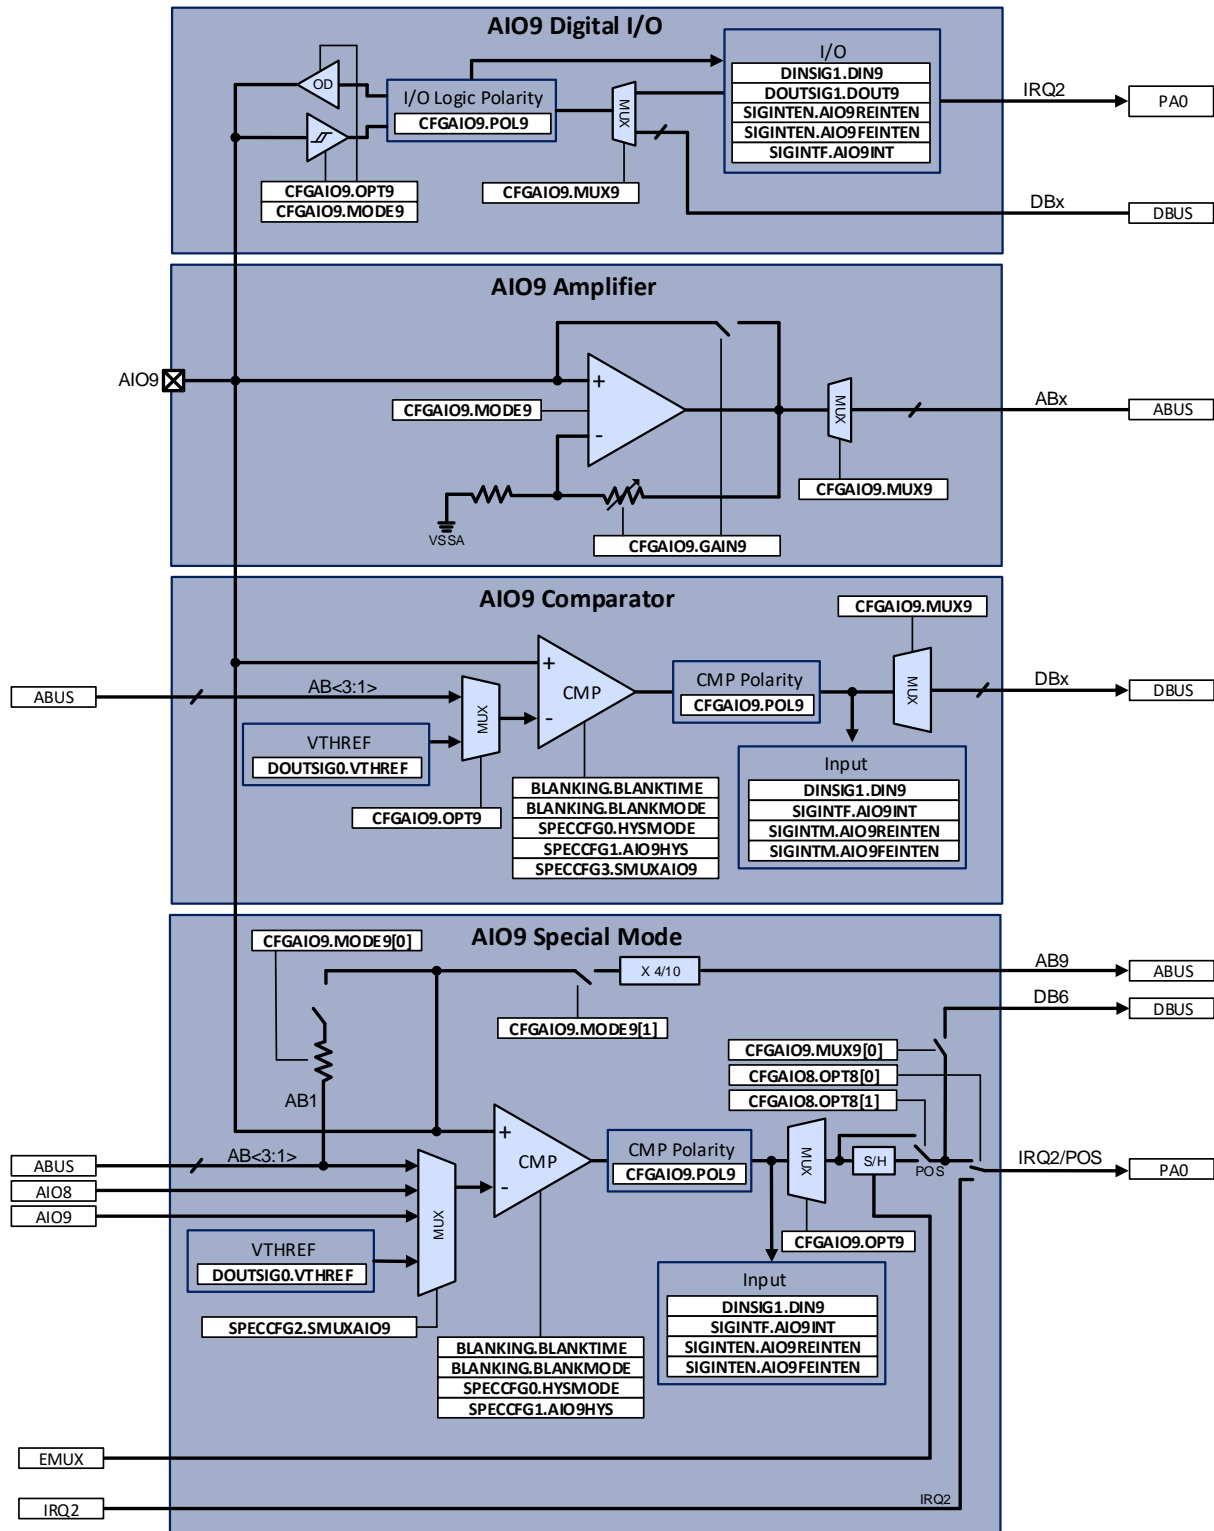 AIO9 Digital I/O
OD
I/O Logic Polarity
CFGAIO9.POL9
MUX
CFGAIO9.MUX9
CFGAIO9.OPT9
CFGAIO9.MODE9
I/O
DINSIG1.DIN9
DOUTSIG1.DOUT9
SIGINTEN.AIO9REINTEN
SIGINTEN.AIO9FEINTEN
SIGINTF.AIO9INT
IRQ2
PA0
DBx
DBUS
AIO9 Amplifier
AIO9
CFGAIO9.MODE9
+
-
VSSA
CFGAIO9.GAIN9
MUX
CFGAIO9.MUX9
ABx
ABUS
AIO9 Comparator
ABUS
AB<3:1>
VTHREF
DOUTSIG0.VTHREF
MUX
CFGAIO9.OPT9
+
-
CMP
BLANKING.BLANKTIME
BLANKING.BLANKMODE
SPECCFG0.HYSMODE
SPECCFG1.AIO9HYS
SPECCFG3.SMUXAIO9
CMP Polarity
CFGAIO9.POL9
CFGAIO9.MUX9
MUX
Input
DINSIG1.DIN9
SIGINTF.AIO9INT
SIGINTM.AIO9REINTEN
SIGINTM.AIO9FEINTEN
DBx
DBUS
AIO9 Special Mode
CFGAIO9.MODE9[0]
X 4/10
CFGAIO9.MODE9[1]
AB9
ABUS
DB6
DBUS
CFGAIO9.MUX9[0]
CFGAIO8.OPT8[0]
CFGAIO8.OPT8[1]
AB1
ABUS
AB<3:1>
AIO8
AIO9
VTHREF
DOUTSIG0.VTHREF
MUX
SPECCFG2.SMUXAIO9
+
-
CMP
BLANKING.BLANKTIME
BLANKING.BLANKMODE
SPECCFG0.HYSMODE
SPECCFG1.AIO9HYS
CMP Polarity
CFGAIO9.POL9
MUX
CFGAIO9.OPT9
S/H
POS
IRQ2/POS
PA0
Input
DINSIG1.DIN9
SIGINTF.AIO9INT
SIGINTEN.AIO9REINTEN
SIGINTEN.AIO9FEINTEN
EMUX
IRQ2
IRQ2